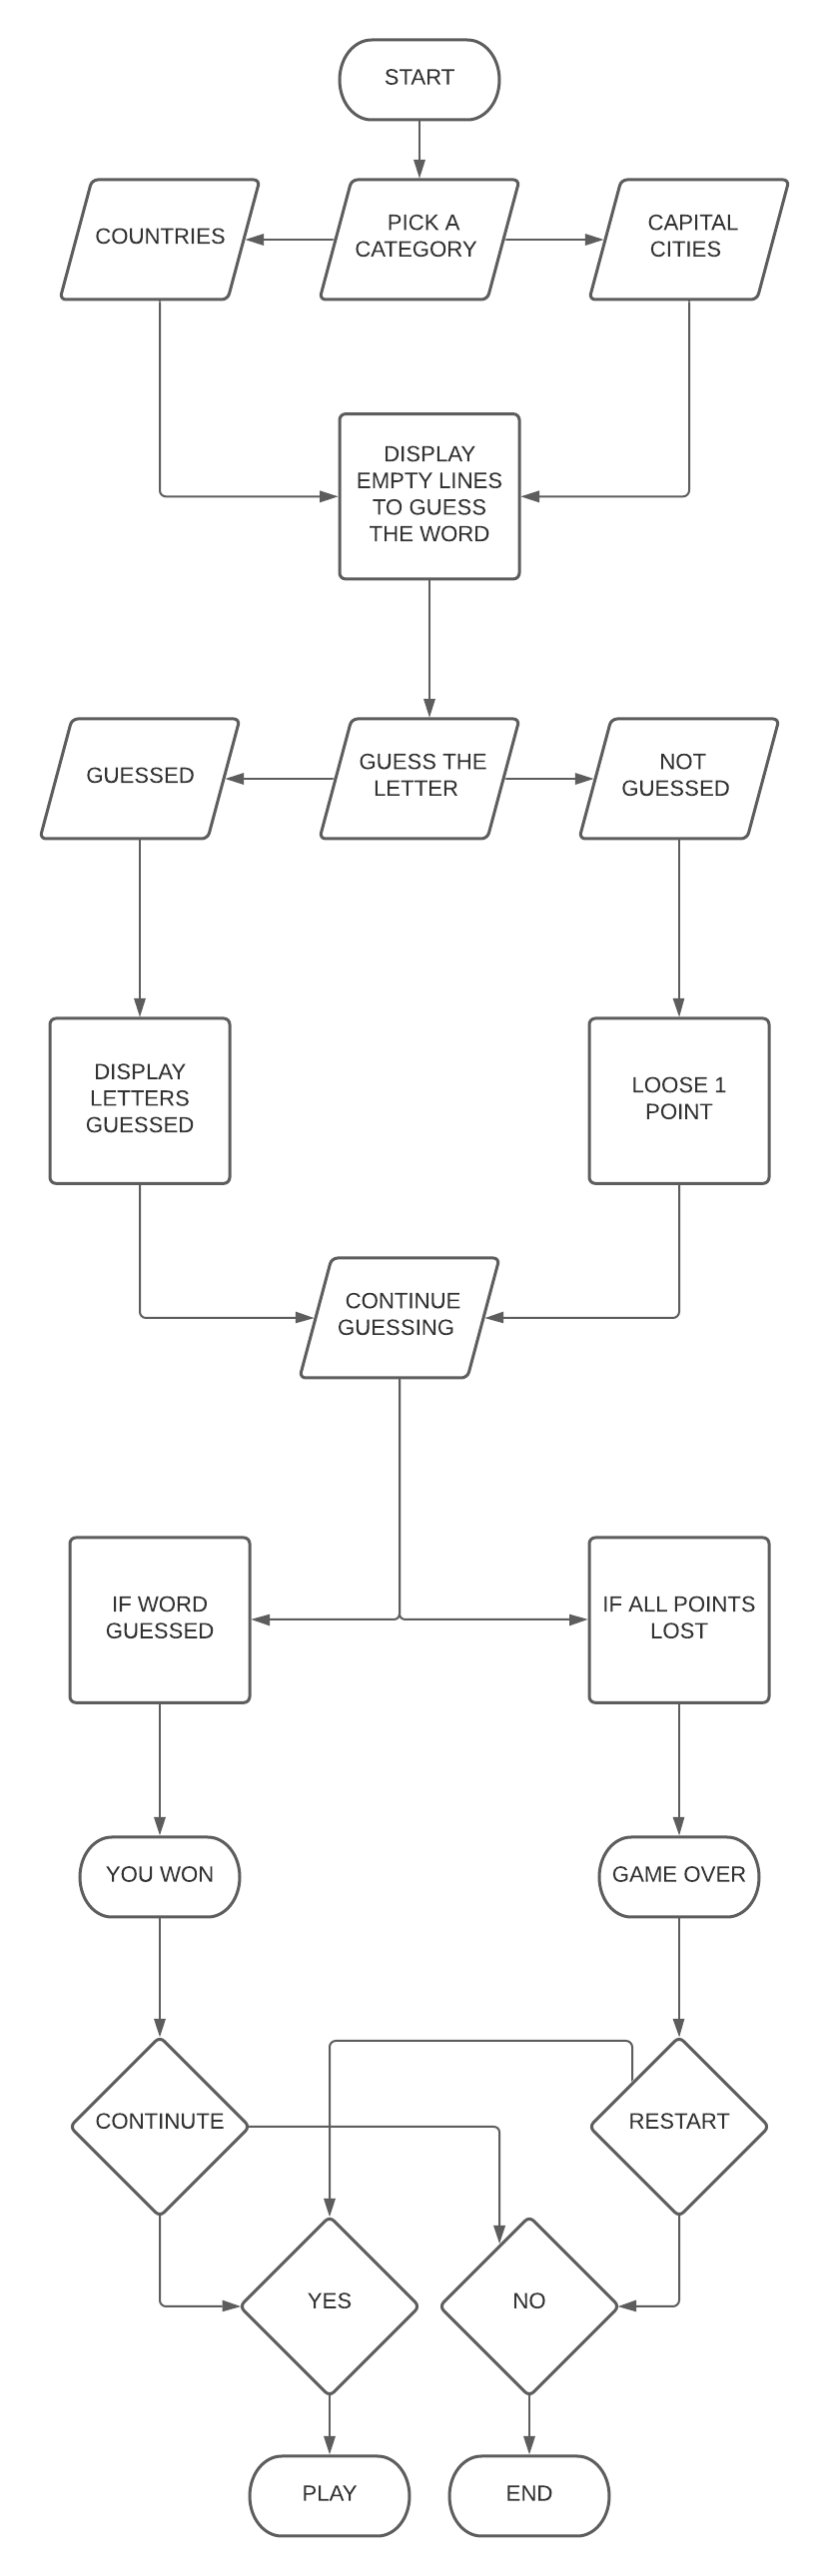 START
COUNTRIES
PICK A
CATEGORY
CAPITAL
CITIES
DISPLAY
EMPTY LINES
TO GUESS
THE WORD
GUESSED
GUESS THE
LETTER
NOT
GUESSED
DISPLAY
LETTERS
GUESSED
LOOSE 1
POINT
CONTINUE
GUESSING
IF WORD
GUESSED
IF ALL POINTS
LOST
YOU WON
GAME OVER
CONTINUTE
RESTART
YES
NO
PLAY
END